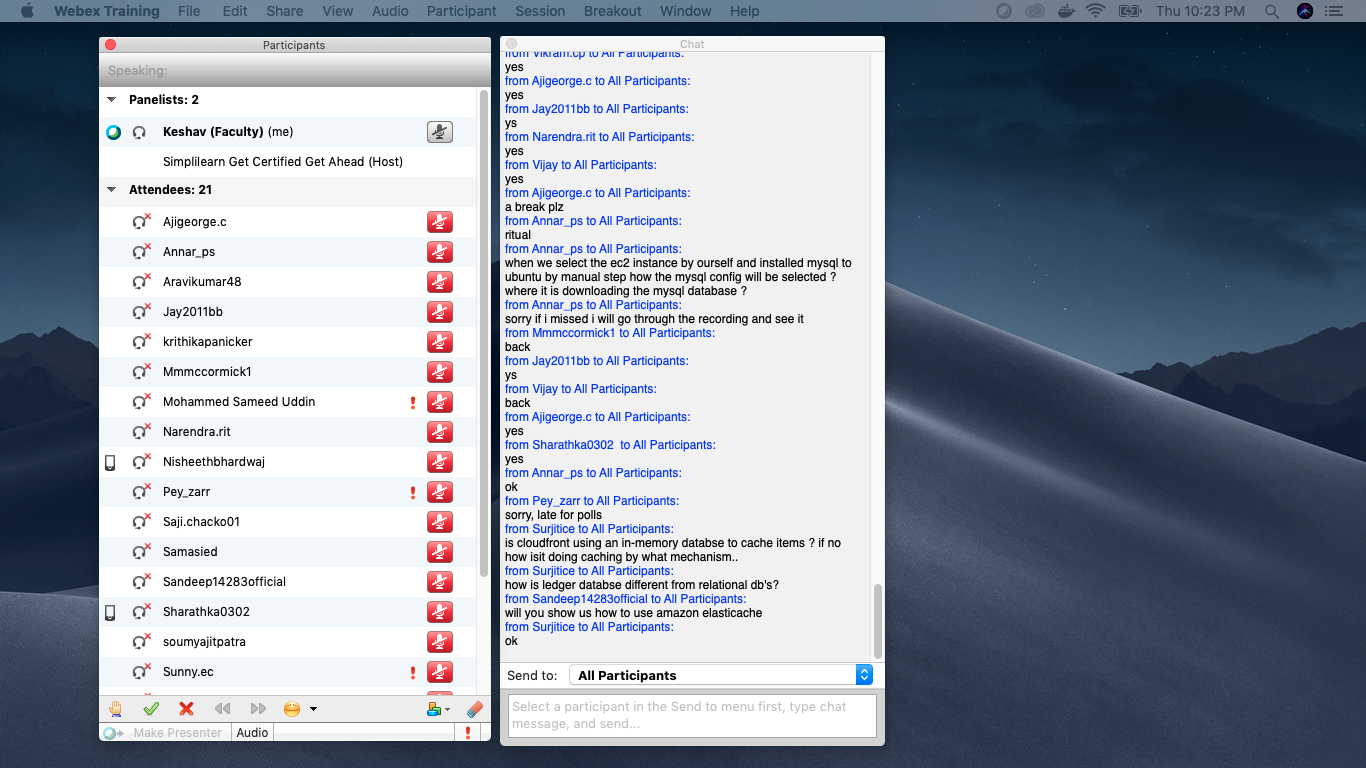 Webex Training File Edit Share View Audio Participant Session Breakout Window Help Thu 10:23 PM
Participants
Speaking:
Panelists: 2
Keshav (Faculty) (me)
Simplilearn Get Certified Get Ahead (Host)
Attendees: 21
Ajigeorge.c
Annar_ps
Aravikumar48
Jay2011bb
krithikapanicker
Mmmccormick1
Mohammed Sameed Uddin
Narendra.rit
Nisheethbhardwaj
Pey_zarr
Saji.chacko01
Samasied
Sandeep14283official
Sharathka0302
soumyajitpatra
Sunny.ec
Make Presenter
Audio
Chat
from Vikram.cp to All Participants:
yes
from Ajigeorge.c to All Participants:
yes
from Jay2011bb to All Participants:
ys
from Narendra.rit to All Participants:
yes
from Vijay to All Participants:
yes
from Ajigeorge.c to All Participants:
a break plz
from Annar_ps to All Participants:
ritual
from Annar_ps to All Participants:
when we select the ec2 instance by ourself and installed mysql to
ubuntu by manual step how the mysql config will be selected ?
where it is downloading the mysql database ?
from Annar_ps to All Participants:
sorry if i missed i will go through the recording and see it
from Mmmccormick1 to All Participants:
back
from Jay2011bb to All Participants:
ys
from Vijay to All Participants:
back
from Ajigeorge.c to All Participants:
yes
from Sharathka0302  to All Participants:
yes
from Annar_ps to All Participants:
ok
from Pey_zarr to All Participants:
sorry, late for polls
from Surjitice to All Participants:
is cloudfront using an in-memory databse to cache items ? if no
how isit doing caching by what mechanism..
from Surjitice to All Participants:
how is ledger databse different from relational db's?
from Sandeep14283official to All Participants:
will you show us how to use amazon elasticache
from Surjitice to All Participants:
ok
Send to: All Participants
Select a participant in the Send to menu first, type chat
message, and send...